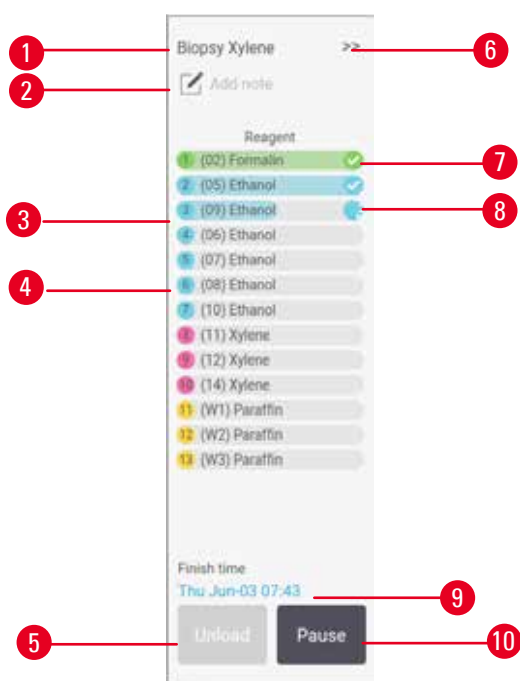 1 Biopsy Xylene >> 6
2 Add note
Reagent
1 (02) Formalin 7
2 (05) Ethanol
3 (09) Ethanol 8
3
4 (06) Ethanol
5 (07) Ethanol
4 6 (08) Ethanol
7 (10) Ethanol
8 (11) Xylene
9 (12) Xylene
10 (14) Xylene
11 (W1) Paraffin
12 (W2) Paraffin
13 (W3) Paraffin
Finish time
Thu Jun-03 07:43 9
5 Unload Pause 10